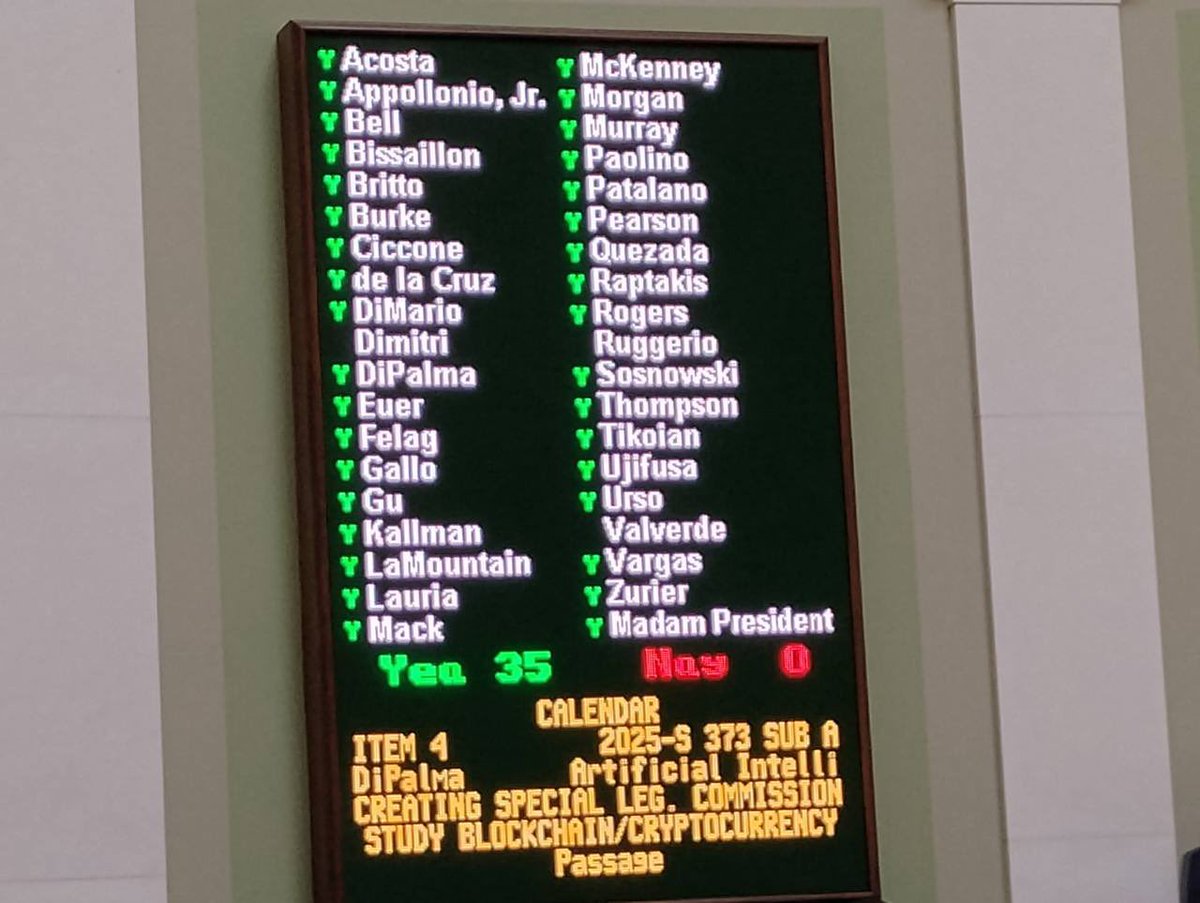 Y Acosta
Y Appollonio, Jr.
Y Bell
Y Bissaillon
Y Britto
Y Burke
Y Ciccone
Y de la Cruz
Y DiMario
Dimitri
Y DiPalma
Y Euer
Y Felag
Y Gallo
Y Gu
Y Kallman
Y LaMountain
Y Lauria
Y Mack
Y McKenney
Y Morgan
Y Murray
Y Paolino
Y Patalano
Y Pearson
Y Quezada
Y Raptakis
Y Rogers
Ruggerio
Y Sosnowski
Y Thompson
Y Tikoian
Y Ujifusa
Y Urso
Valverde
Y Vargas
Y Zurier
Y Madam President
Yea 35 Nay 0
CALENDAR
ITEM 4 2025-S 373 SUB A
DiPalma Artificial Intelli
CREATING SPECIAL LEG. COMMISSION
STUDY BLOCKCHAIN/CRYPTOCURRENCY
Passage